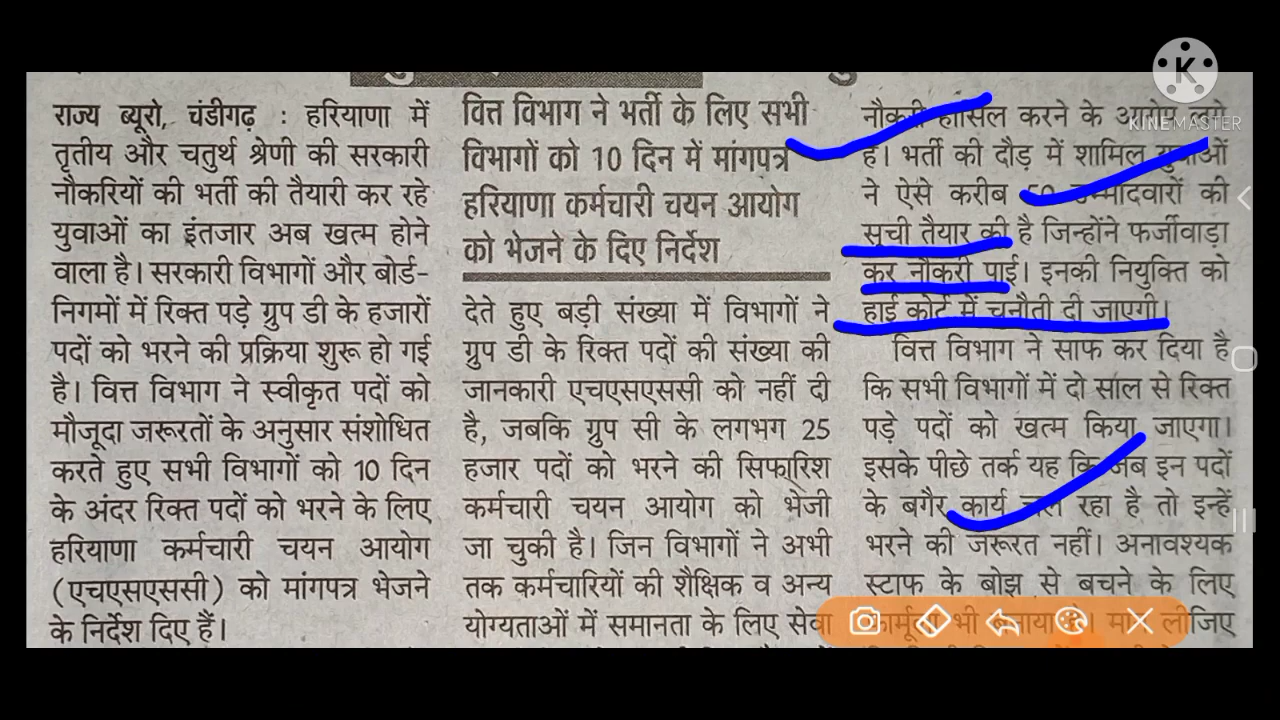 राज्य ब्यूरो, चंडीगढ़ : हरियाणा में
तृतीय और चतुर्थ श्रेणी की सरकारी
नौकरियों की भर्ती की तैयारी कर रहे
युवाओं का इंतजार अब खत्म होने
वाला है। सरकारी विभागों और बोर्ड-
निगमों में रिक्त पड़े ग्रुप डी के हजारों
पदों को भरने की प्रक्रिया शुरू हो गई
है। वित्त विभाग ने स्वीकृत पदों को
मौजूदा जरूरतों के अनुसार संशोधित
करते हुए सभी विभागों को 10 दिन
के अंदर रिक्त पदों को भरने के लिए
हरियाणा कर्मचारी चयन आयोग
(एचएसएससी) को मांगपत्र भेजने
के निर्देश दिए हैं।
वित्त विभाग ने भर्ती के लिए सभी
विभागों को 10 दिन में मांगपत्र
हरियाणा कर्मचारी चयन आयोग
को भेजने के दिए निर्देश
देते हुए बड़ी संख्या में विभागों ने
ग्रुप डी के रिक्त पदों की संख्या की
जानकारी एचएसएससी को नहीं दी
है, जबकि ग्रुप सी के लगभग 25
हजार पदों को भरने की सिफारिश
कर्मचारी चयन आयोग को भेजी
जा चुकी है। जिन विभागों ने अभी
तक कर्मचारियों की शैक्षिक व अन्य
योग्यताओं में समानता के लिए सेवा
नौकरी हासिल करने के आरोप
हैं। भर्ती की दौड़ में शामिल युवाओं
ने ऐसे करीब उम्मीदवारों की
सूची तैयार की है जिन्होंने फर्जीवाड़ा
कर नौकरी पाई। इनकी नियुक्ति को
हाई कोर्ट में चुनौती दी जाएगी।
वित्त विभाग ने साफ कर दिया है
कि सभी विभागों में दो साल से रिक्त
पड़े पदों को खत्म किया जाएगा।
इसके पीछे तर्क यह कि जब इन पदों
के बगैर कार्य चल रहा है तो इन्हें
भरने की जरूरत नहीं। अनावश्यक
स्टाफ के बोझ से बचने के लिए
फार्मूला भी बनाया है। मान लीजिए
K
KINEMASTER